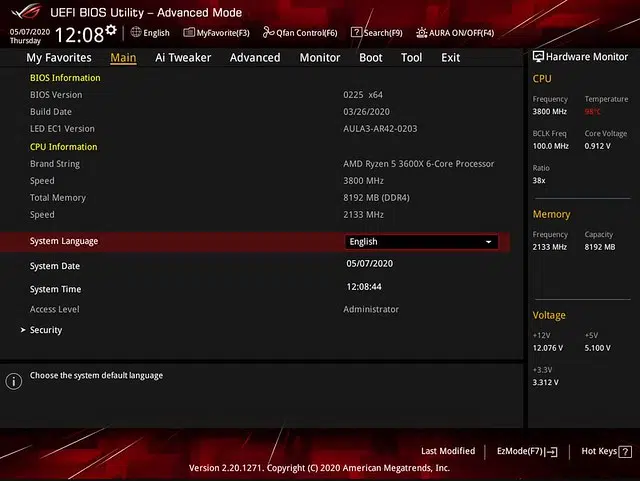 UEFI BIOS Utility – Advanced Mode
05/07/2020
Thursday
12:08
English
MyFavorite(F3)
Qfan Control(F6)
Search(F9)
AURA ON/OFF(F4)
My Favorites
Main
Ai Tweaker
Advanced
Monitor
Boot
Tool
Exit
BIOS Information
BIOS Version 0225 x64
Build Date 03/26/2020
LED EC1 Version AULA3-AR42-0203
CPU Information
Brand String AMD Ryzen 5 3600X 6-Core Processor
Speed 3800 MHz
Total Memory 8192 MB (DDR4)
Speed 2133 MHz
System Language English
System Date 05/07/2020
System Time 12:08:44
Access Level Administrator
Security
Choose the system default language
Hardware Monitor
CPU
Frequency Temperature
3800 MHz 98°C
BCLK Freq Core Voltage
100.0 MHz 0.912 V
Ratio
38x
Memory
Frequency Capacity
2133 MHz 8192 MB
Voltage
+12V +5V
12.076 V 5.100 V
+3.3V
3.312 V
Last Modified
EzMode(F7)
Hot Keys ?
Version 2.20.1271. Copyright (C) 2020 American Megatrends, Inc.